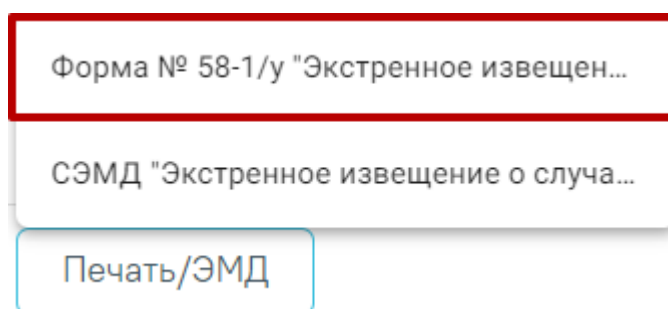 Форма № 58-1/у "Экстренное извещен...
СЭМД "Экстренное извещение о случа...
Печать/ЭМД